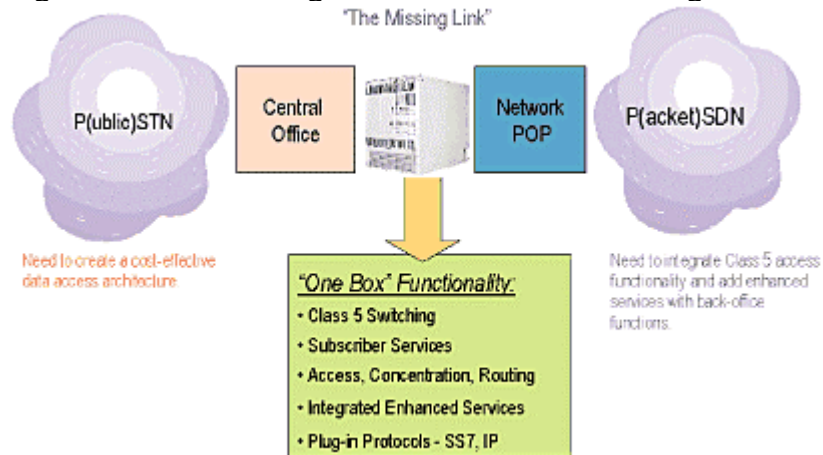 "The Missing Link"
P(ublic)STN
Central
Office
Network
POP
P(acket)SDN
Need to create a cost-effective
data access architecture
Need to integrate Class 5 access
functionality and add enhanced
services with back-office
functions.
"One Box" Functionality:
• Class 5 Switching
• Subscriber Services
• Access, Concentration, Routing
• Integrated Enhanced Services
• Plug-in Protocols - SS7, IP